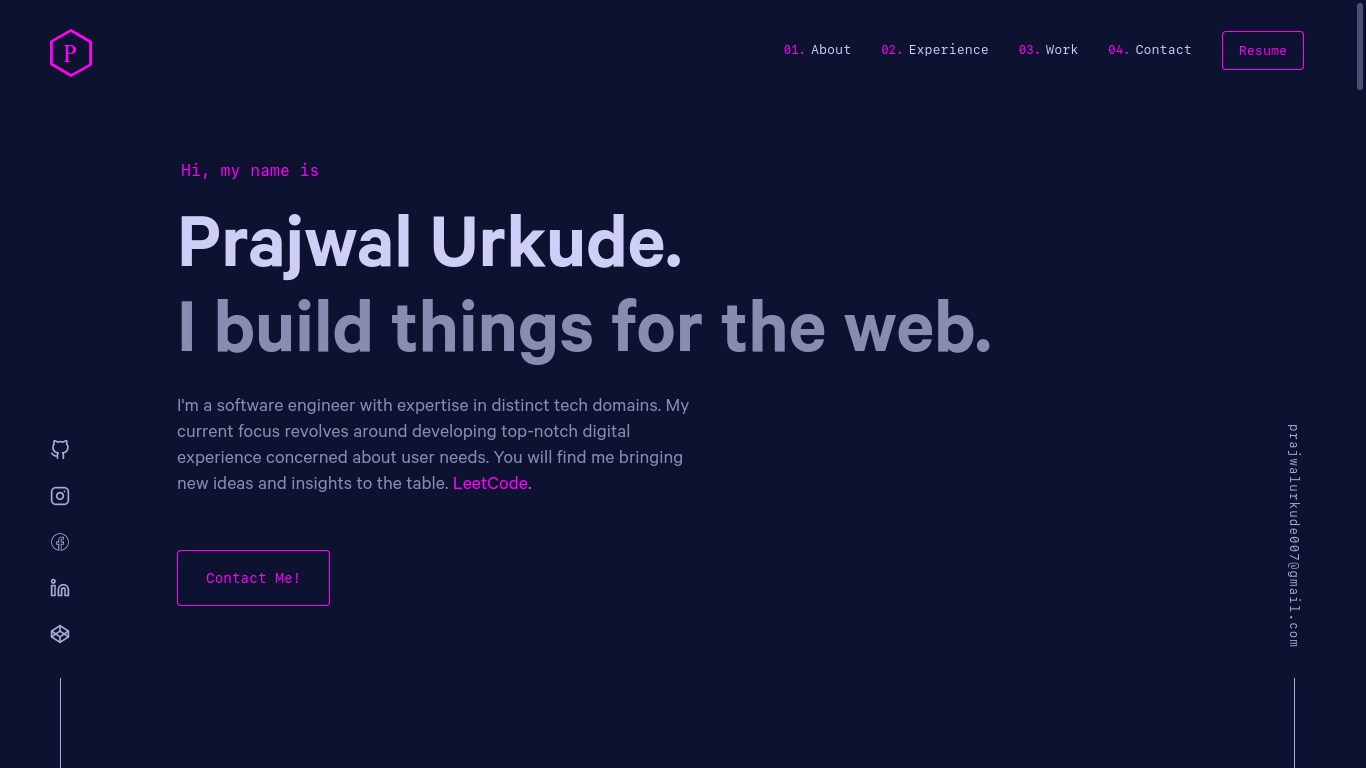 P
01. About 02. Experience 03. Work 04. Contact Resume
Hi, my name is
Prajwal Urkude.
I build things for the web.
I'm a software engineer with expertise in distinct tech domains. My
current focus revolves around developing top-notch digital
experience concerned about user needs. You will find me bringing
new ideas and insights to the table. LeetCode.
Contact Me!
prajwalurkude007@gmail.com